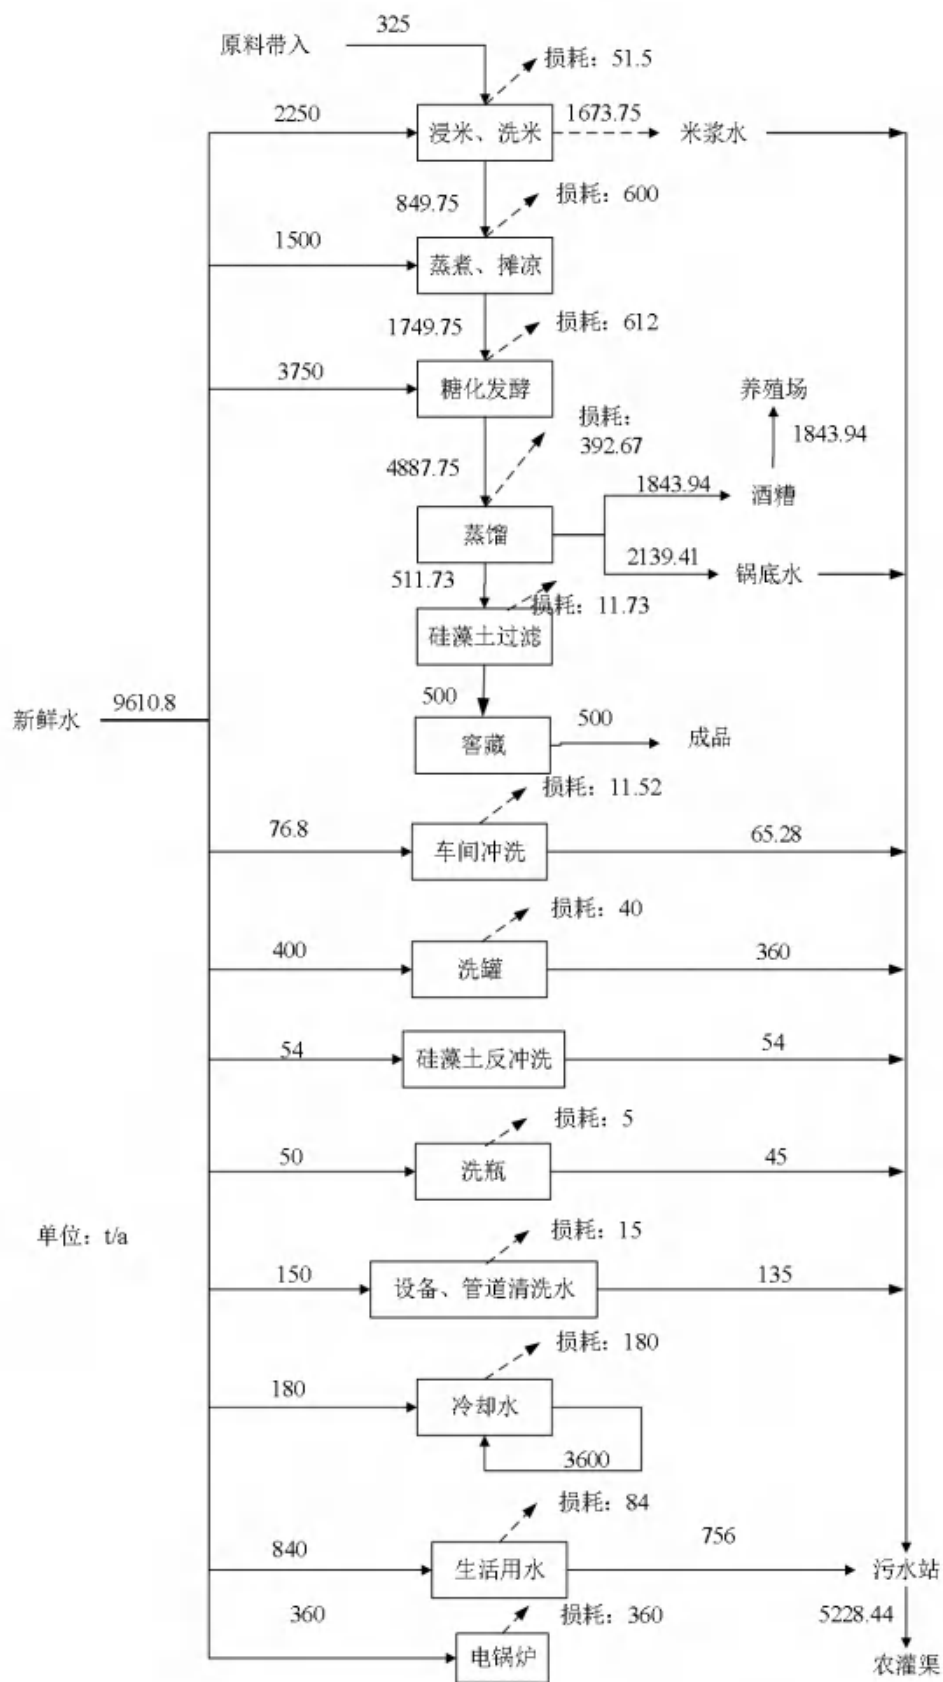 325
原料带入
损耗：51.5
2250
浸米、洗米
1673.75
米浆水
849.75
损耗：600
1500
蒸煮、摊凉
1749.75
损耗：612
3750
糖化发酵
养殖场
损耗：
392.67
1843.94
4887.75
1843.94
酒糟
蒸馏
2139.41
锅底水
511.73
损耗：11.73
硅藻土过滤
新鲜水
9610.8
500
窖藏
500
成品
损耗：11.52
76.8
车间冲洗
65.28
损耗：40
400
洗罐
360
54
硅藻土反冲洗
54
损耗：5
50
洗瓶
45
单位：t/a
损耗：15
150
设备、管道清洗水
135
损耗：180
180
冷却水
3600
损耗：84
840
生活用水
756
污水站
360
损耗：360
5228.44
电锅炉
农灌渠